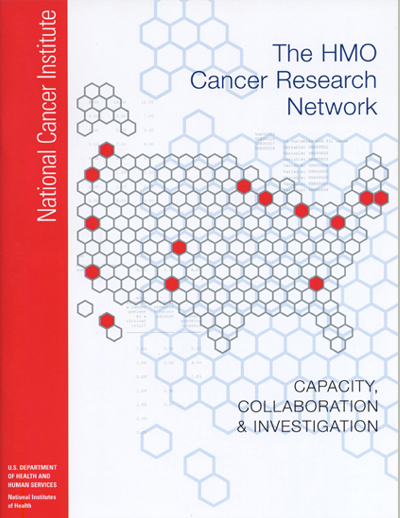 National Cancer Institute
The HMO
Cancer Research
Network
CAPACITY,
COLLABORATION
& INVESTIGATION
U.S. DEPARTMENT
OF HEALTH AND
HUMAN SERVICES
National Institutes
of Health